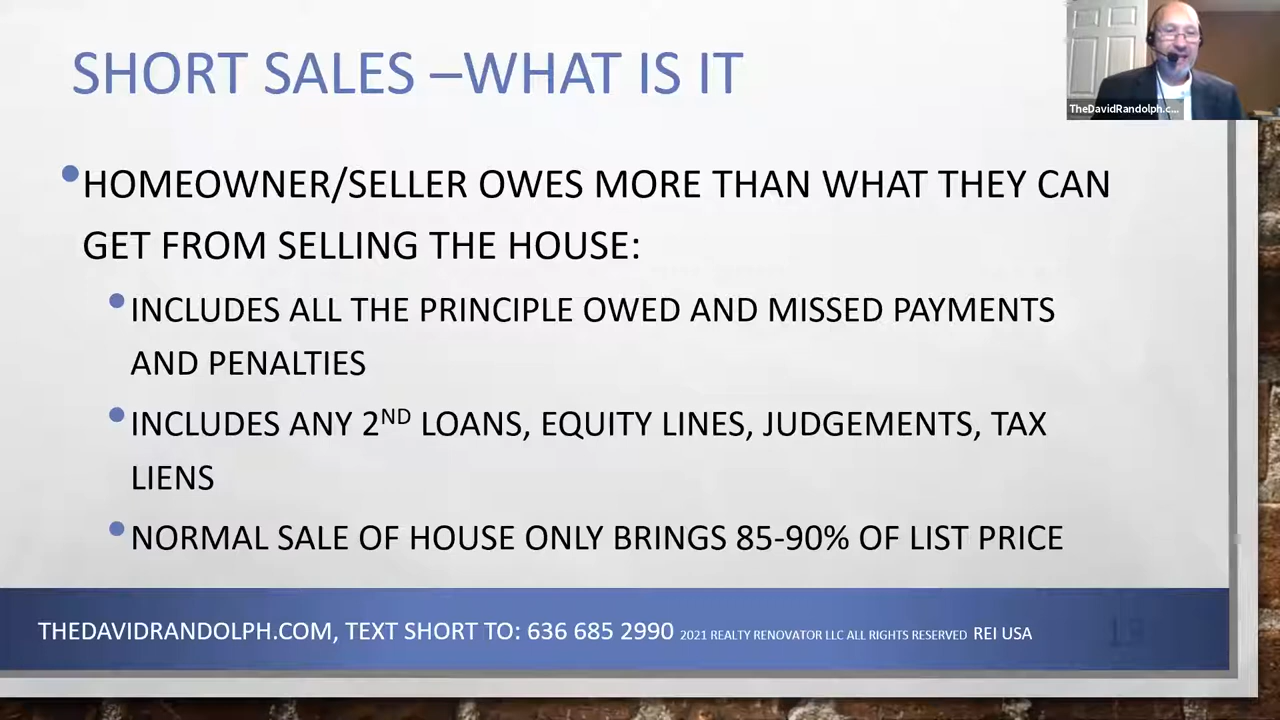 SHORT SALES –WHAT IS IT
TheDavidRandolph.c...
•HOMEOWNER/SELLER OWES MORE THAN WHAT THEY CAN
GET FROM SELLING THE HOUSE:
•INCLUDES ALL THE PRINCIPLE OWED AND MISSED PAYMENTS
AND PENALTIES
•INCLUDES ANY 2ND LOANS, EQUITY LINES, JUDGEMENTS, TAX
LIENS
•NORMAL SALE OF HOUSE ONLY BRINGS 85-90% OF LIST PRICE
THEDAVIDRANDOLPH.COM, TEXT SHORT TO: 636 685 2990 2021 REALTY RENOVATOR LLC ALL RIGHTS RESERVED REI USA